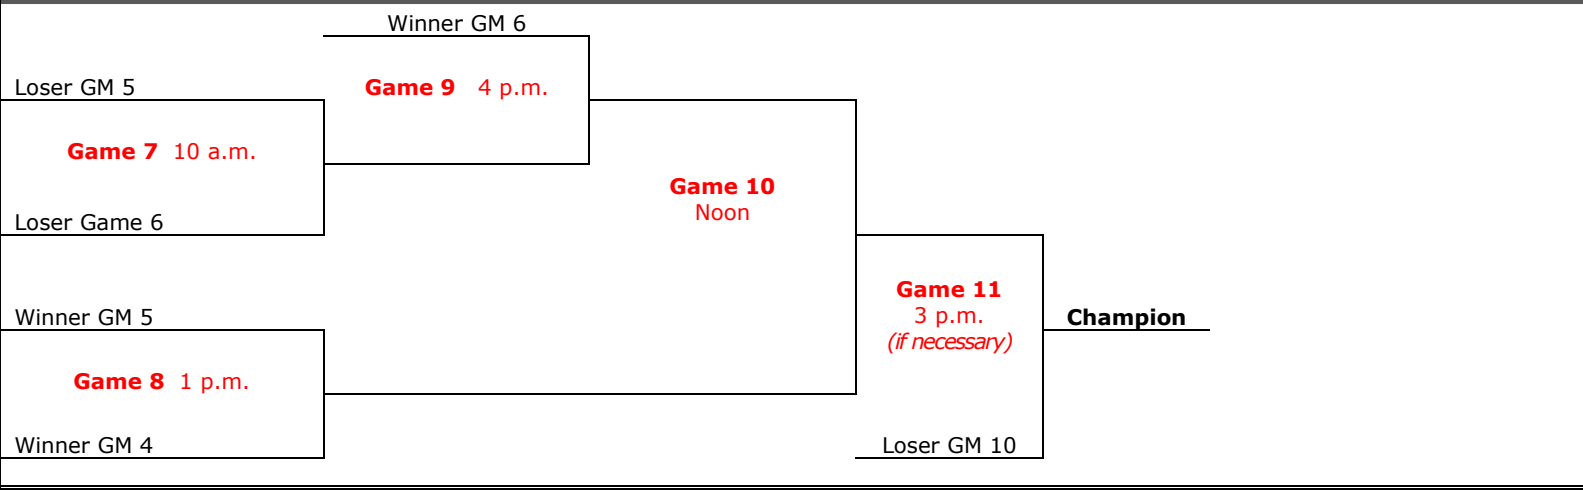 Winner GM 6
Loser GM 5
Game 9 4 p.m.
Game 7 10 a.m.
Game 10
Noon
Loser Game 6
Game 11
3 p.m.
(if necessary)
Winner GM 5
Champion
Game 8 1 p.m.
Winner GM 4
Loser GM 10